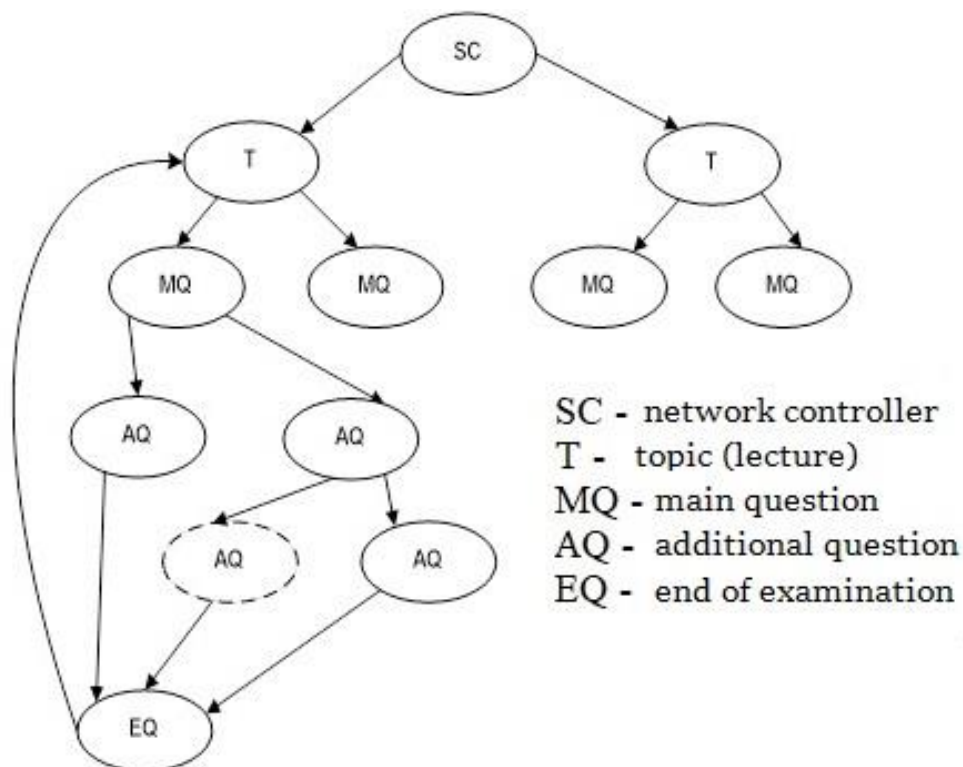 SC
T
T
MQ
MQ
MQ
MQ
AQ
AQ
AQ
AQ
EQ
SC - network controller
T - topic (lecture)
MQ - main question
AQ - additional question
EQ - end of examination